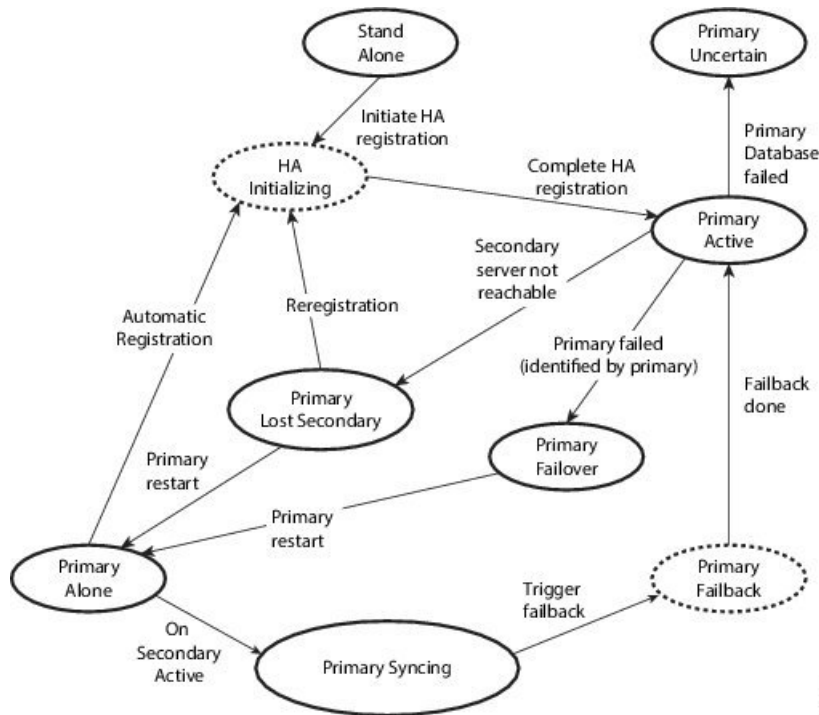 Stand
Alone
Primary
Uncertain
Initiate HA
registration
Primary
Database
failed
HA
Initializing
Complete HA
registration
Primary
Active
Secondary
server not
reachable
Reregistration
Automatic
Registration
Primary failed
(identified by primary)
Failback
done
Primary
Lost Secondary
Primary
Failover
Primary
restart
Primary
restart
Primary
Alone
Primary
Failback
Trigger
failback
On
Secondary
Active
Primary Syncing